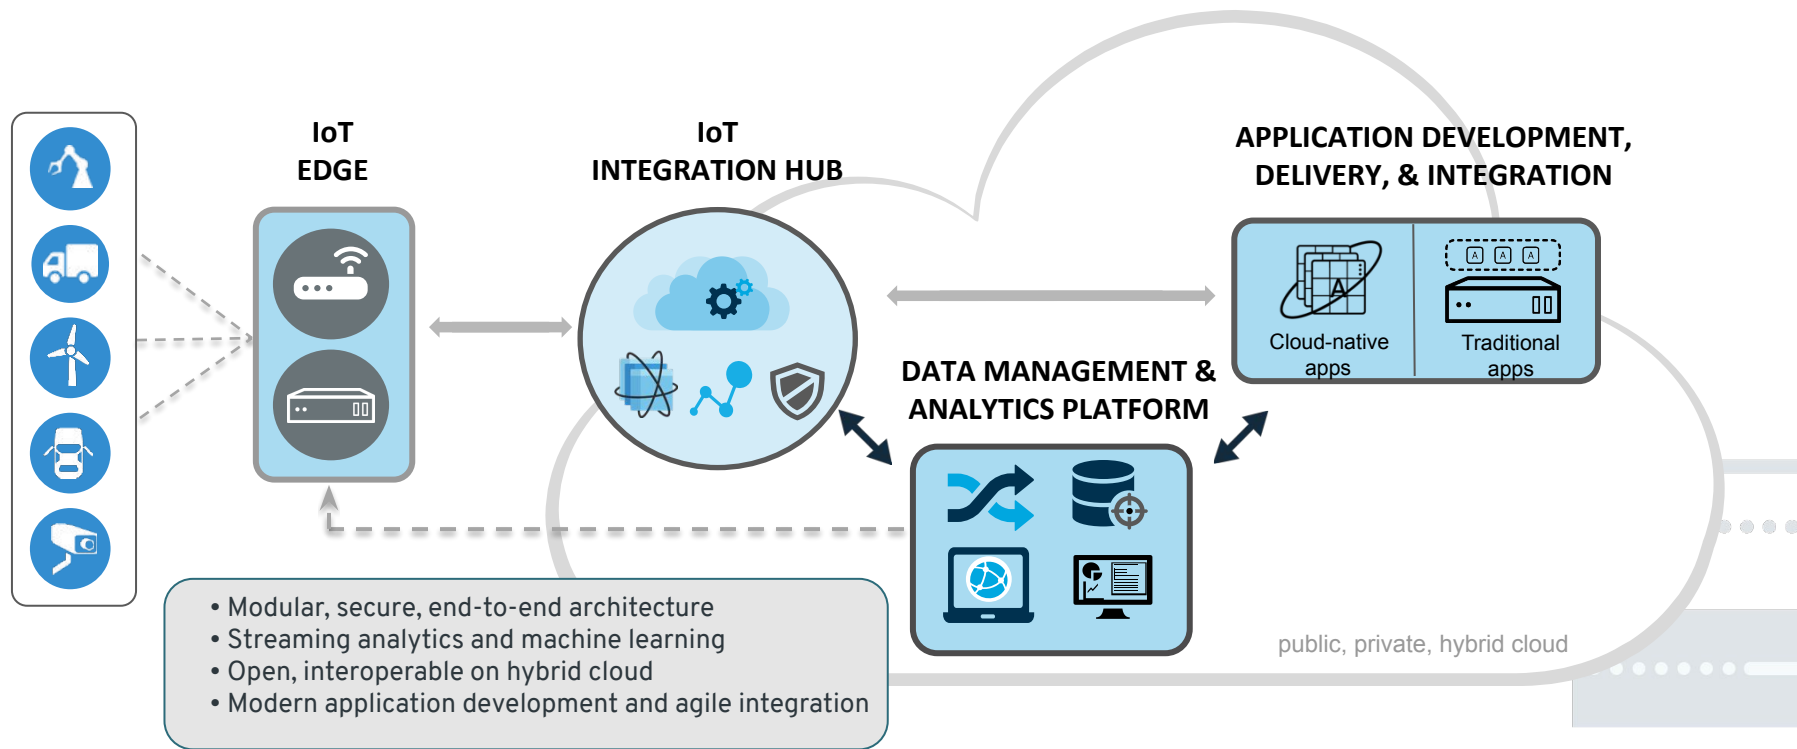 IoT
EDGE
IoT
INTEGRATION HUB
APPLICATION DEVELOPMENT,
DELIVERY, & INTEGRATION
A
A A A
Cloud-native
apps
Traditional
apps
DATA MANAGEMENT &
ANALYTICS PLATFORM
• Modular, secure, end-to-end architecture
• Streaming analytics and machine learning
• Open, interoperable on hybrid cloud
• Modern application development and agile integration
public, private, hybrid cloud